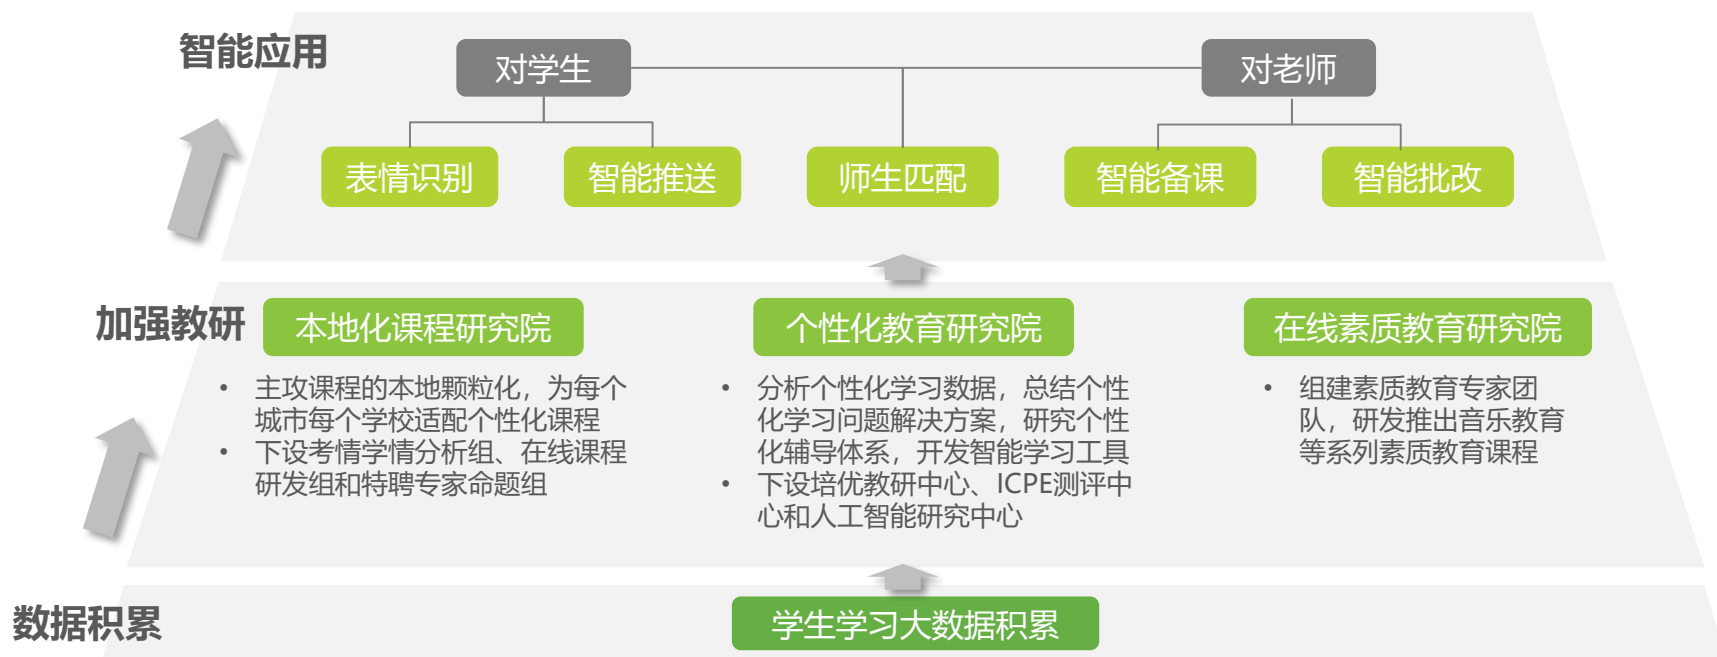 智能应用
对学生
对老师
表情识别
智能推送
师生匹配
智能备课
智能批改
加强教研
本地化课程研究院
• 主攻课程的本地颗粒化，为每个
城市每个学校适配个性化课程
• 下设考情学情分析组、在线课程
研发组和特聘专家命题组
个性化教育研究院
• 分析个性化学习数据，总结个性
化学习问题解决方案，研究个性
化辅导体系，开发智能学习工具
• 下设培优教研中心、ICPE测评中
心和人工智能研究中心
在线素质教育研究院
• 组建素质教育专家团
队，研发推出音乐教育
等系列素质教育课程
数据积累
学生学习大数据积累